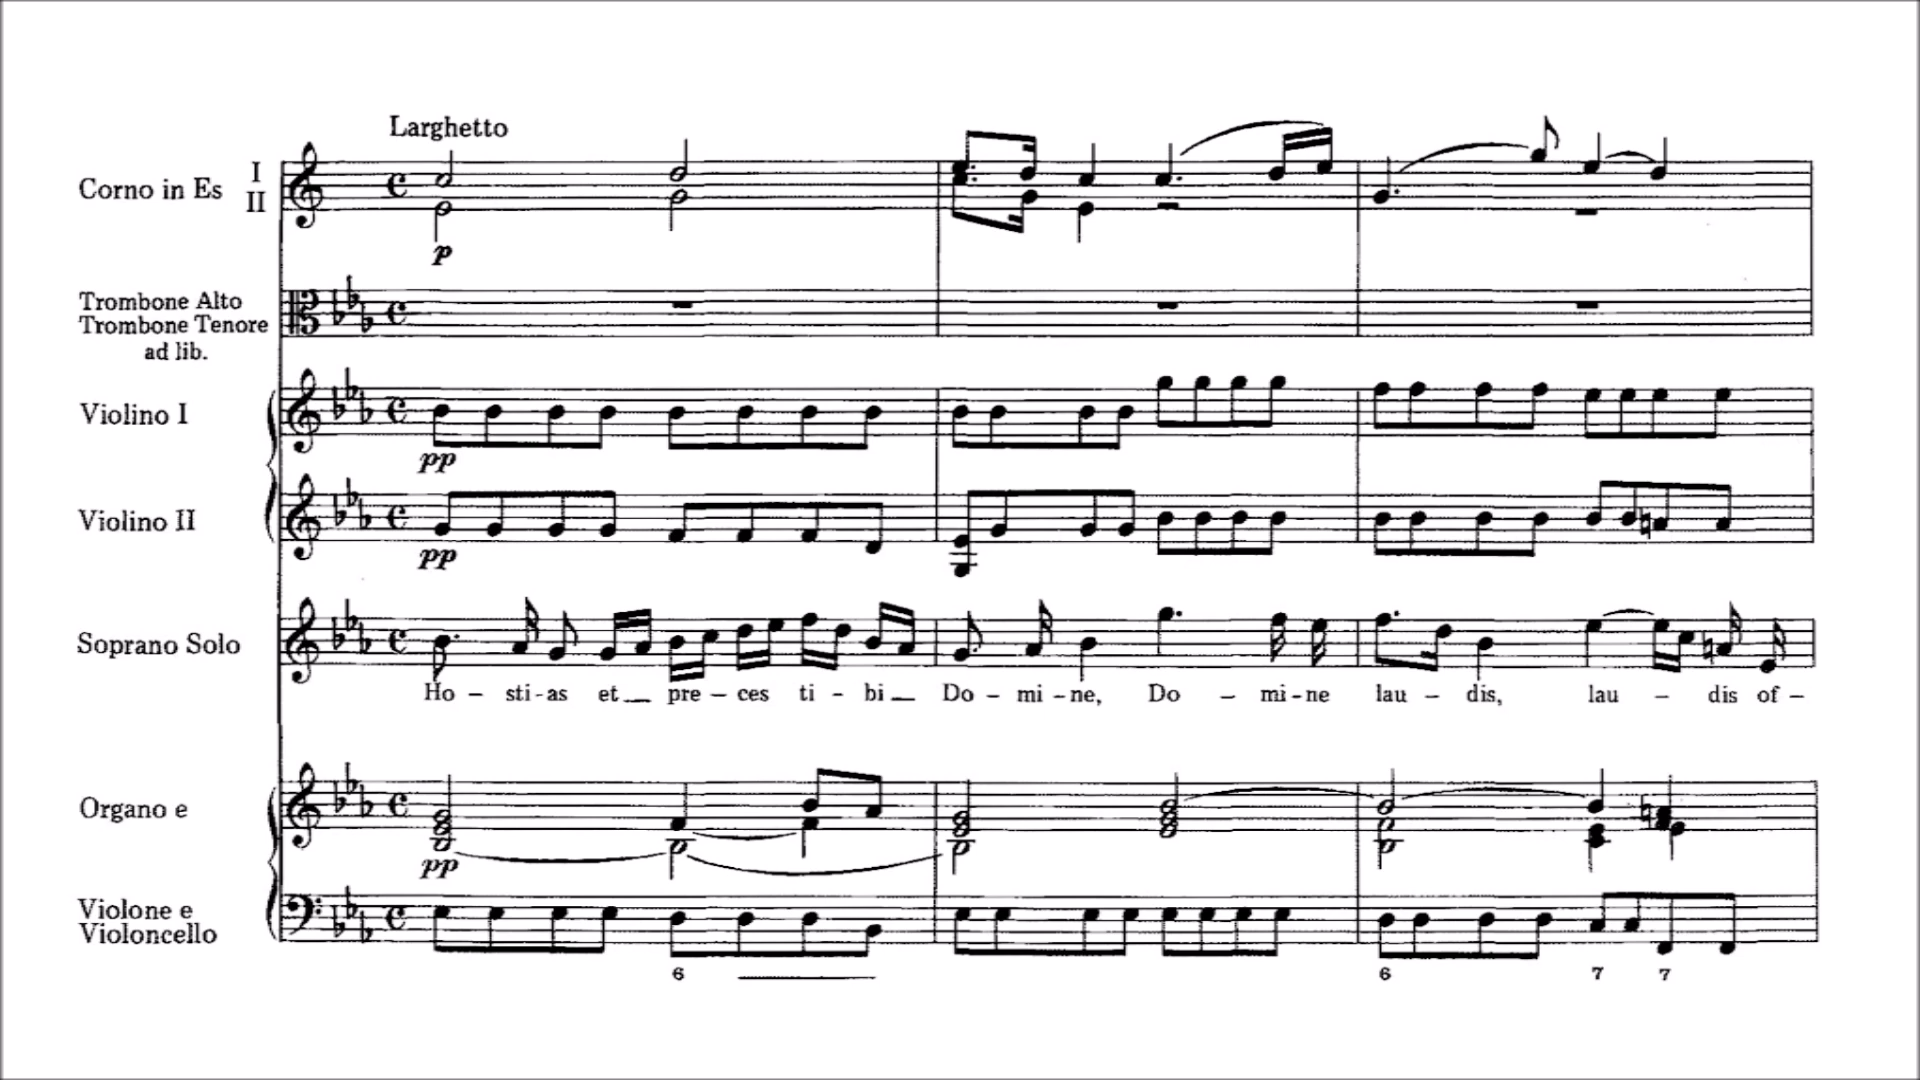 Larghetto
Corno in Es I
II
p
Trombone Alto
Trombone Tenore
ad lib.
Violino I
pp
Violino II
pp
Soprano Solo
Ho – sti-as et pre – ces ti – bi Do – mi – ne, Do – mi – ne lau – dis, lau – dis of –
Organo e
pp
Violone e
Violoncello
6 6 7 7